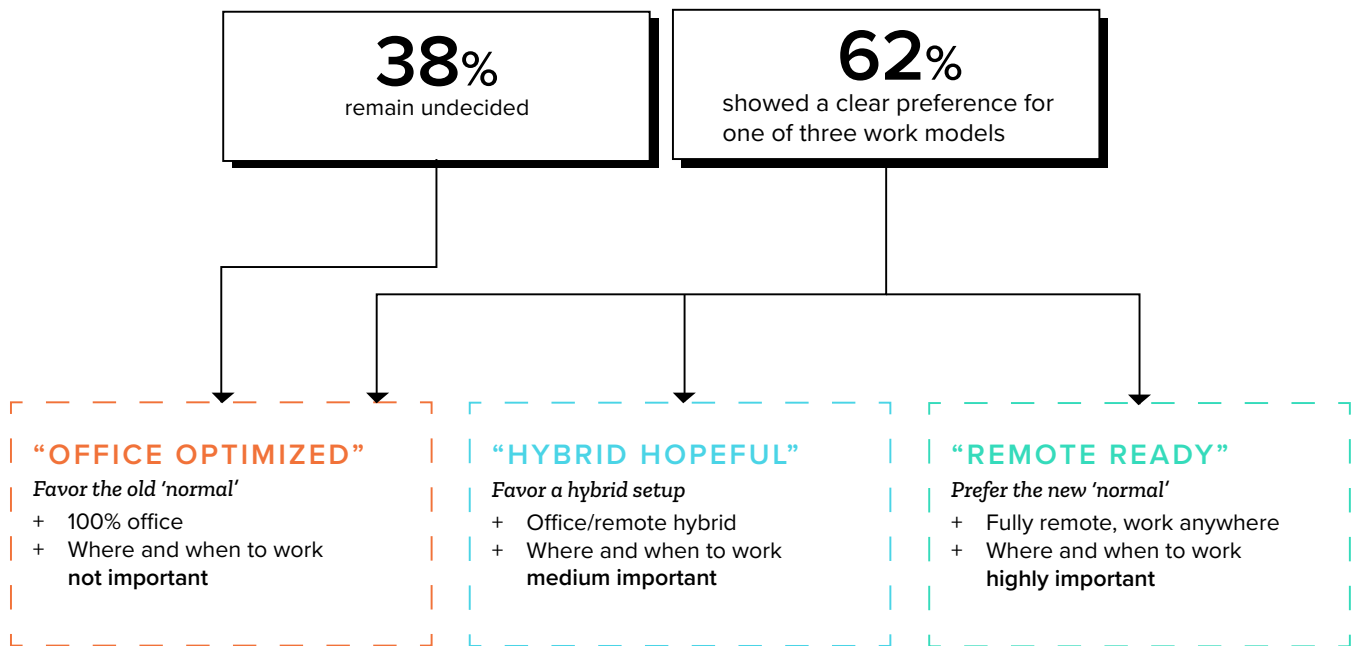 38%
remain undecided
62%
showed a clear preference for
one of three work models
“OFFICE OPTIMIZED”
Favor the old ‘normal’
+ 100% office
+ Where and when to work
not important
“HYBRID HOPEFUL”
Favor a hybrid setup
+ Office/remote hybrid
+ Where and when to work
medium important
“REMOTE READY”
Prefer the new ‘normal’
+ Fully remote, work anywhere
+ Where and when to work
highly important